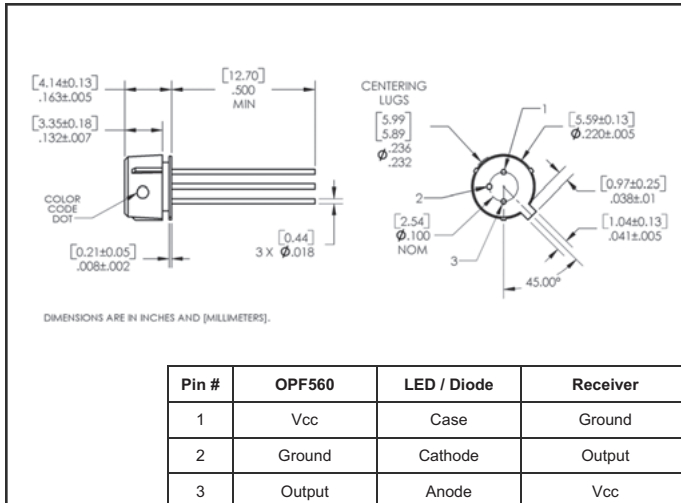 [4.14±0.13]
.163±.005
[12.70]
.500
MIN
[3.35±0.18]
.132±.007
COLOR
CODE
DOT
[0.21±0.05]
.008±.002
[0.44]
3 X Ø.018
CENTERING
LUGS
[5.99
5.89]
Ø.236
.232
1
[5.59±0.13]
Ø.220±.005
2
[0.97±0.25]
.038±.01
[2.54]
Ø.100
NOM
[1.04±0.13]
.041±.005
3
45.00°
DIMENSIONS ARE IN INCHES AND [MILLIMETERS].
Pin # OPF560 LED / Diode Receiver
1 Vcc Case Ground
2 Ground Cathode Output
3 Output Anode Vcc